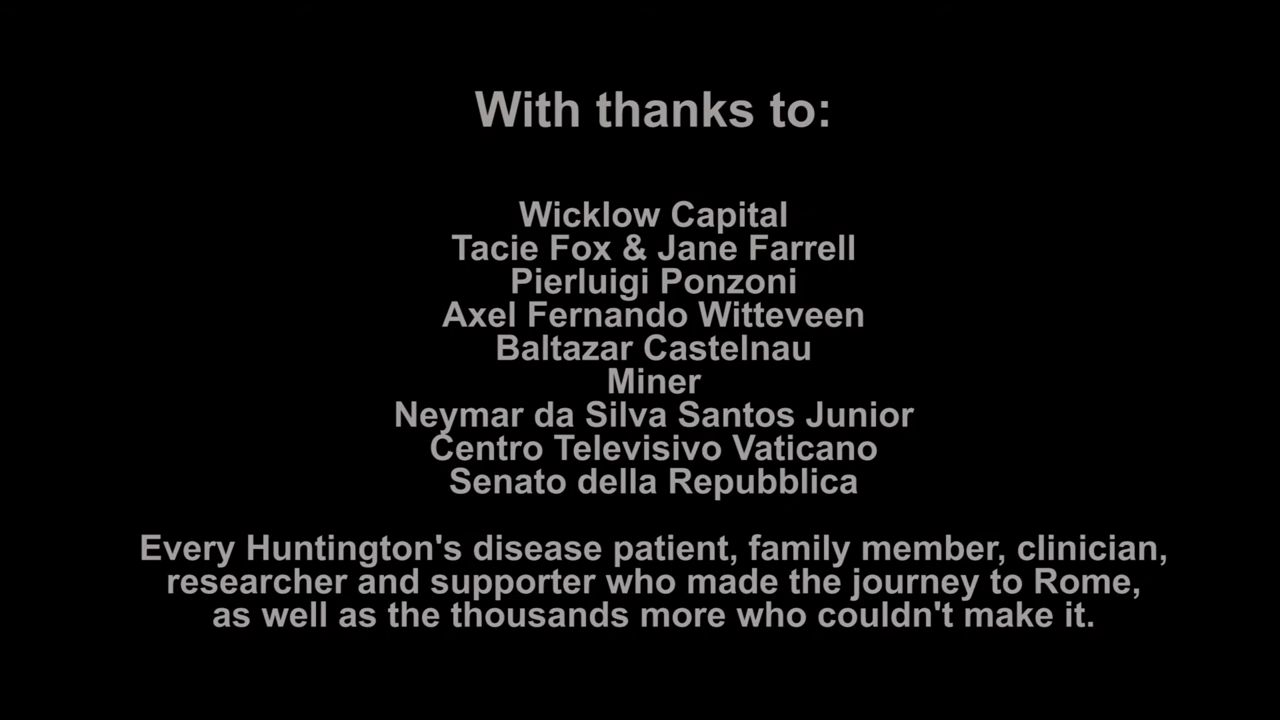 With thanks to:
Wicklow Capital
Tacie Fox & Jane Farrell
Pierluigi Ponzoni
Axel Fernando Witteveen
Baltazar Castelnau
Miner
Neymar da Silva Santos Junior
Centro Televisivo Vaticano
Senato della Repubblica
Every Huntington's disease patient, family member, clinician,
researcher and supporter who made the journey to Rome,
as well as the thousands more who couldn't make it.